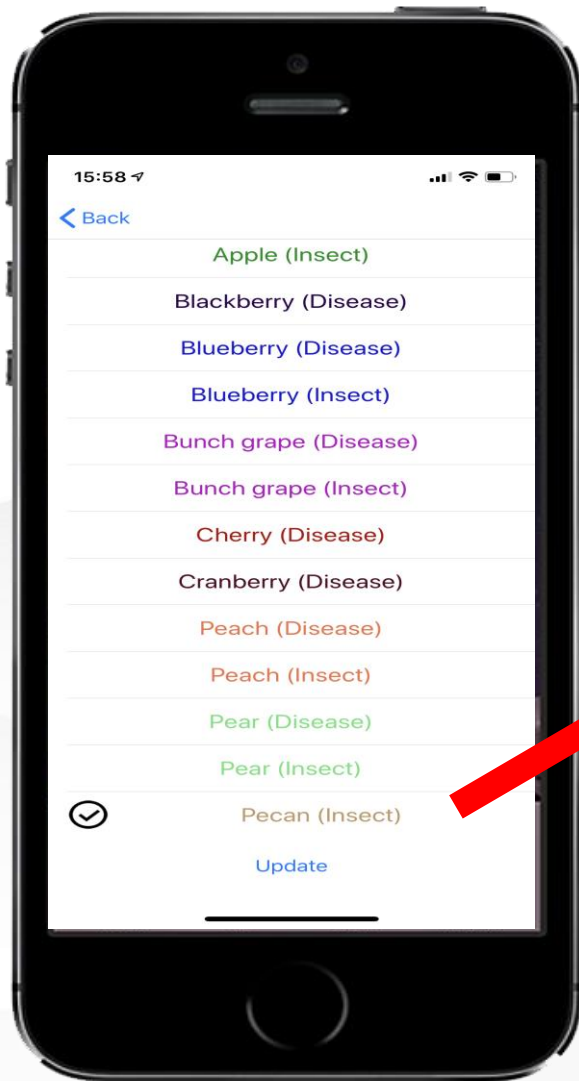 15:58
Back
Apple (Insect)
Blackberry (Disease)
Blueberry (Disease)
Blueberry (Insect)
Bunch grape (Disease)
Bunch grape (Insect)
Cherry (Disease)
Cranberry (Disease)
Peach (Disease)
Peach (Insect)
Pear (Disease)
Pear (Insect)
Pecan (Insect)
Update